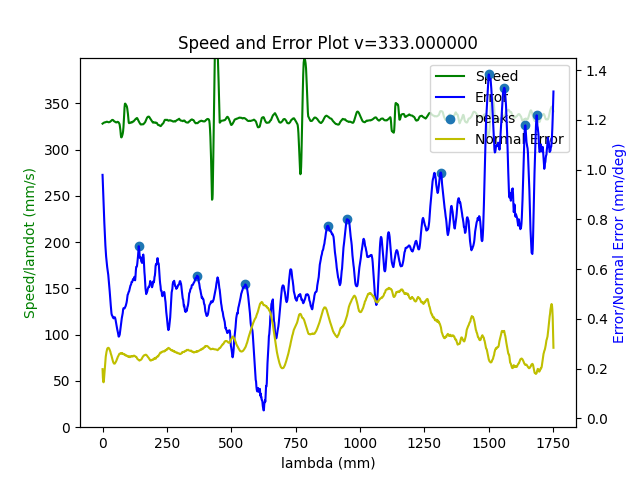 Speed and Error Plot v=333.000000
Speed/lamdot (mm/s)
350
300
250
200
150
100
50
0
Speed
Error
peaks
Normal Error
1.4
1.2
1.0
0.8
0.6
0.4
0.2
0.0
Error/Normal Error (mm/deg)
0 250 500 750 1000 1250 1500 1750
lambda (mm)